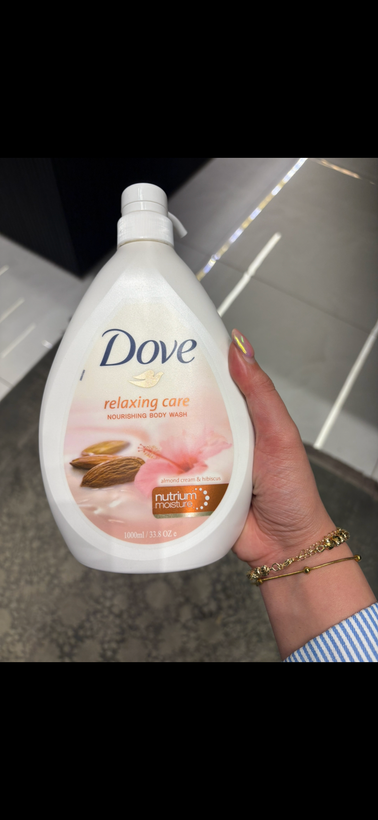 Dove
relaxing care
NOURISHING BODY WASH
almond cream & hibiscus
nutrium
moisture
1000ml / 33.8 OZ e